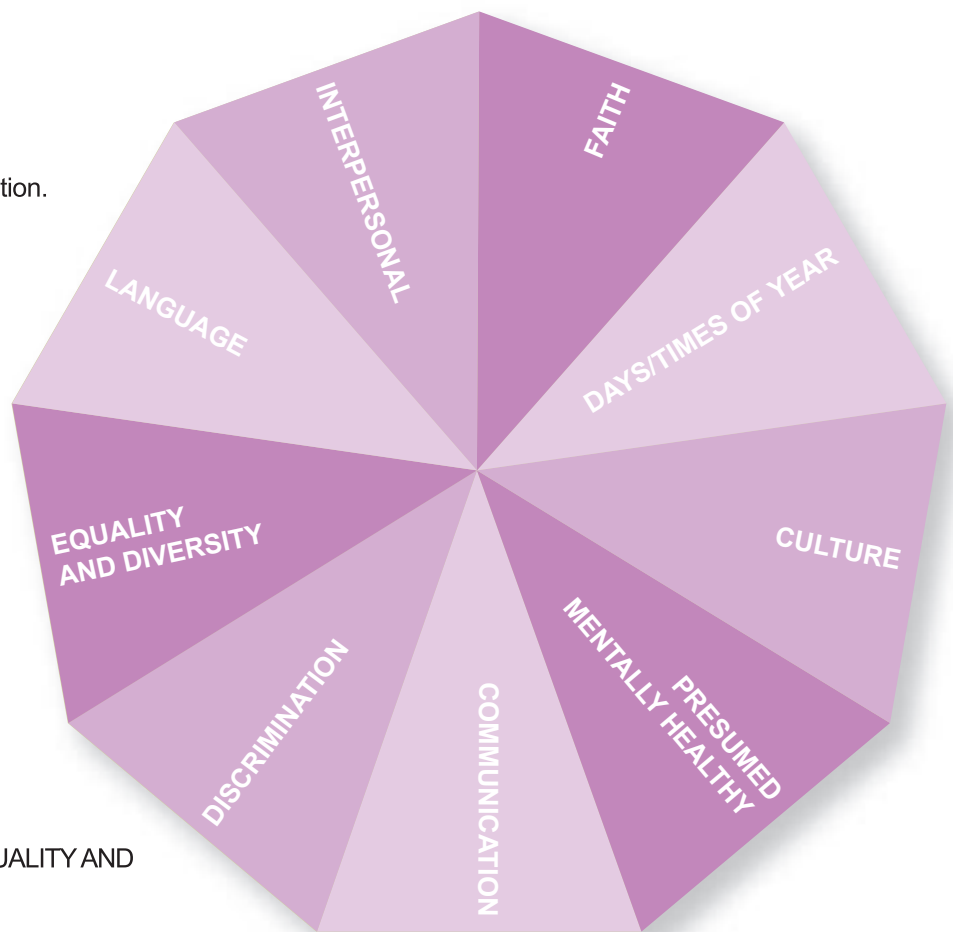 INTERPERSONAL
FAITH
tion.
LANGUAGE
DAYS/TIMES OF YEAR
EQUALITY
AND DIVERSITY
CULTURE
PRESUMED
MENTALLY HEALTHY
DISCRIMINATION
COMMUNICATION
UALITY AND